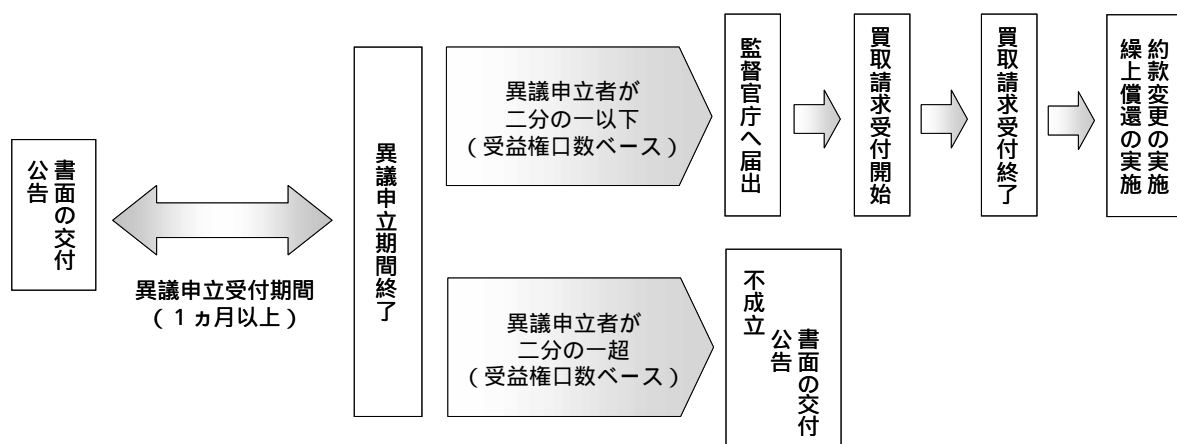 書面の交付
公告
異議申立受付期間
（１ヵ月以上）
異議申立期間終了
異議申立者が
二分の一以下
（受益権口数ベース）
監督官庁へ届出
買取請求受付開始
買取請求受付終了
約款変更の実施
繰上償還の実施
異議申立者が
二分の一超
（受益権口数ベース）
不成立
書面の交付
公告